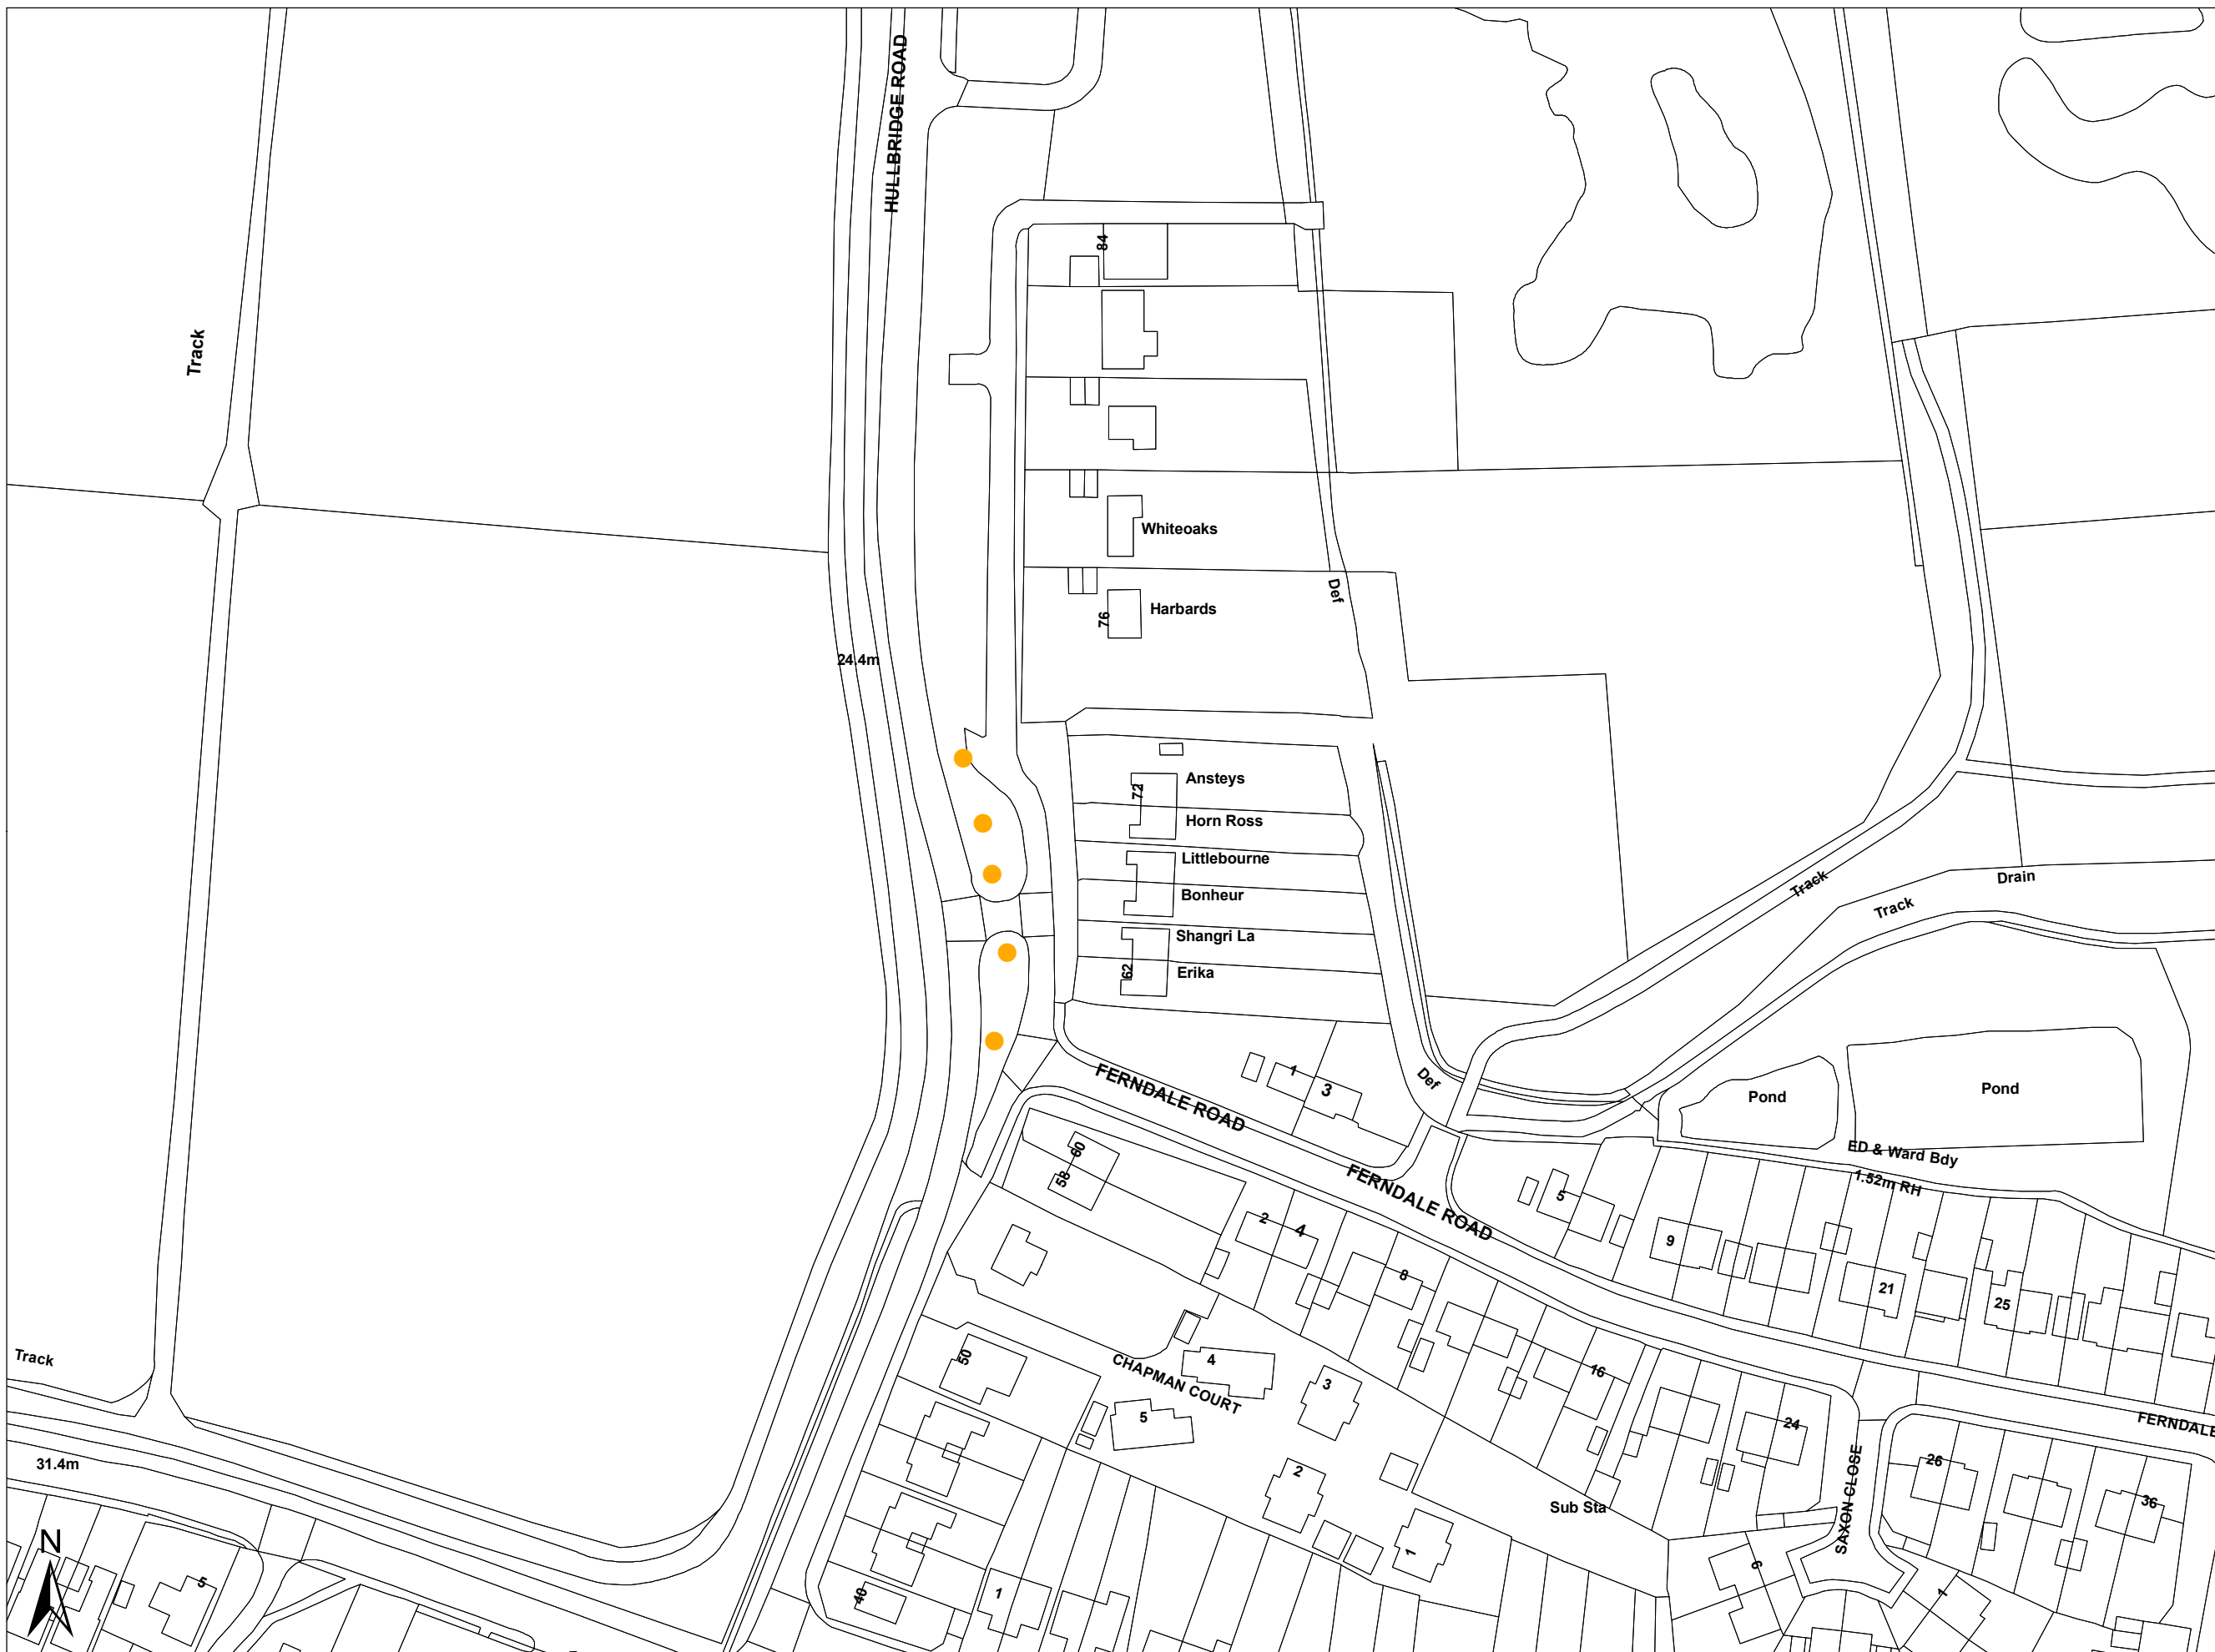 HULLBRIDGE ROAD
84
Track
Whiteoaks
Def
Harbards
76
24.4m
Ansteys
72
Horn Ross
Littlebourne
Bonheur
Shangri La
62
Erika
Track
Drain
Track
FERNDALE ROAD
1
3
Def
Pond
Pond
ED & Ward Bdy
1.52m RH
60
58
FERNDALE ROAD
2
4
5
9
8
21
25
50
CHAPMAN COURT
4
3
16
5
24
FERNDALE
Track
31.4m
2
26
SAXON CLOSE
36
Sub Sta
N
5
40
1
1
6
1